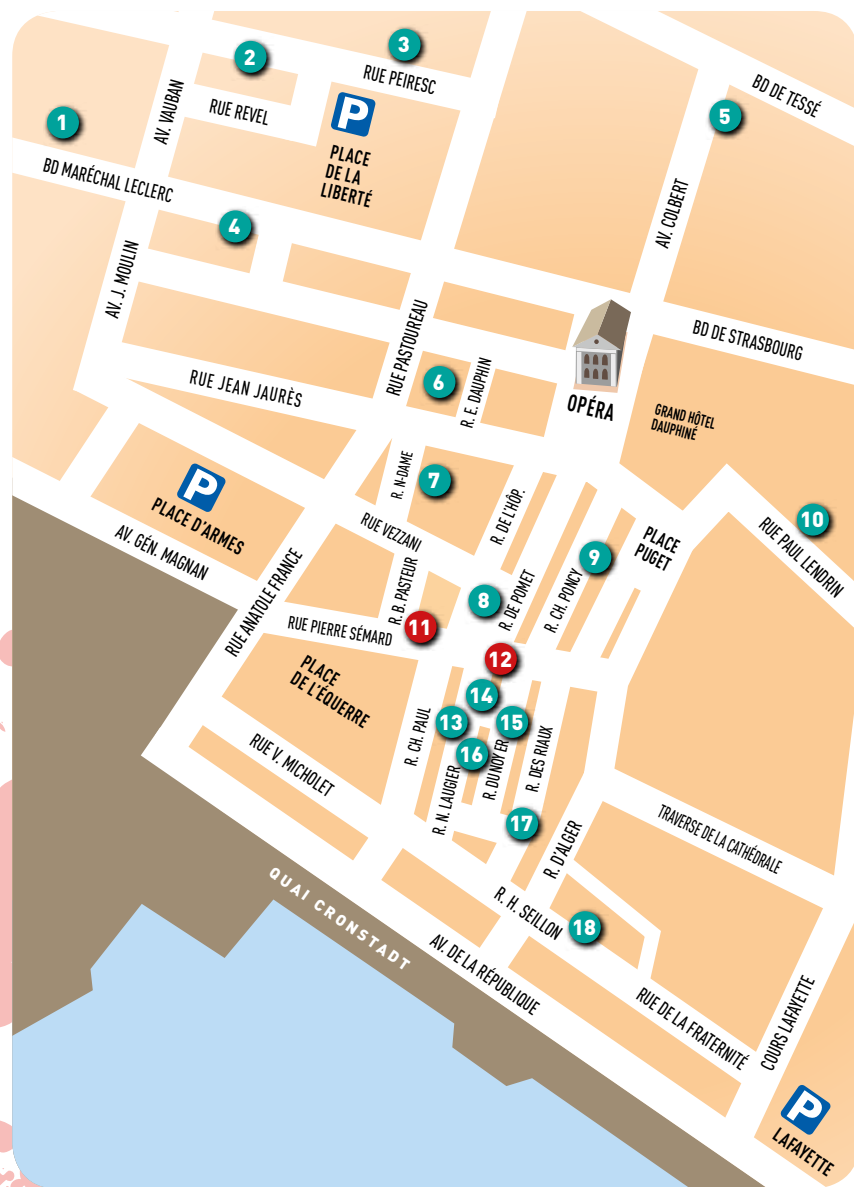 3
2
RUE PEIRESC
BD DE TESSÉ
AV. VAUBAN
RUE REVEL
P
PLACE
DE LA
LIBERTÉ
5
1
BD MARÉCHAL LECLERC
4
AV. COLBERT
AV. J. MOULIN
RUE PASTOUREAU
BD DE STRASBOURG
RUE JEAN JAURÈS
6
R. E. DAUPHIN
OPÉRA
GRAND HÔTEL
DAUPHINÉ
R. N-DAME
7
P
PLACE D'ARMES
R. DE L'HÔP.
10
RUE PAUL LENDRIN
PLACE
PUGET
AV. GÉN. MAGNAN
RUE VEZZANI
9
RUE ANATOLE FRANCE
R. B. PASTEUR
8
R. DE POMET
R. CH. PONCY
RUE PIERRE SÉMARD
11
12
PLACE
DE L'ÉQUERRE
14
13
15
16
R. CH. PAUL
R. N. LAUGIER
R. DU NOYER
R. DES RIAUX
RUE V. MICHOLET
17
R. D'ALGER
TRAVERSE DE LA CATHÉDRALE
QUAI CRONSTADT
R. H. SEILLON
18
AV. DE LA RÉPUBLIQUE
RUE DE LA FRATERNITÉ
COURS LAFAYETTE
P
LAFAYETTE